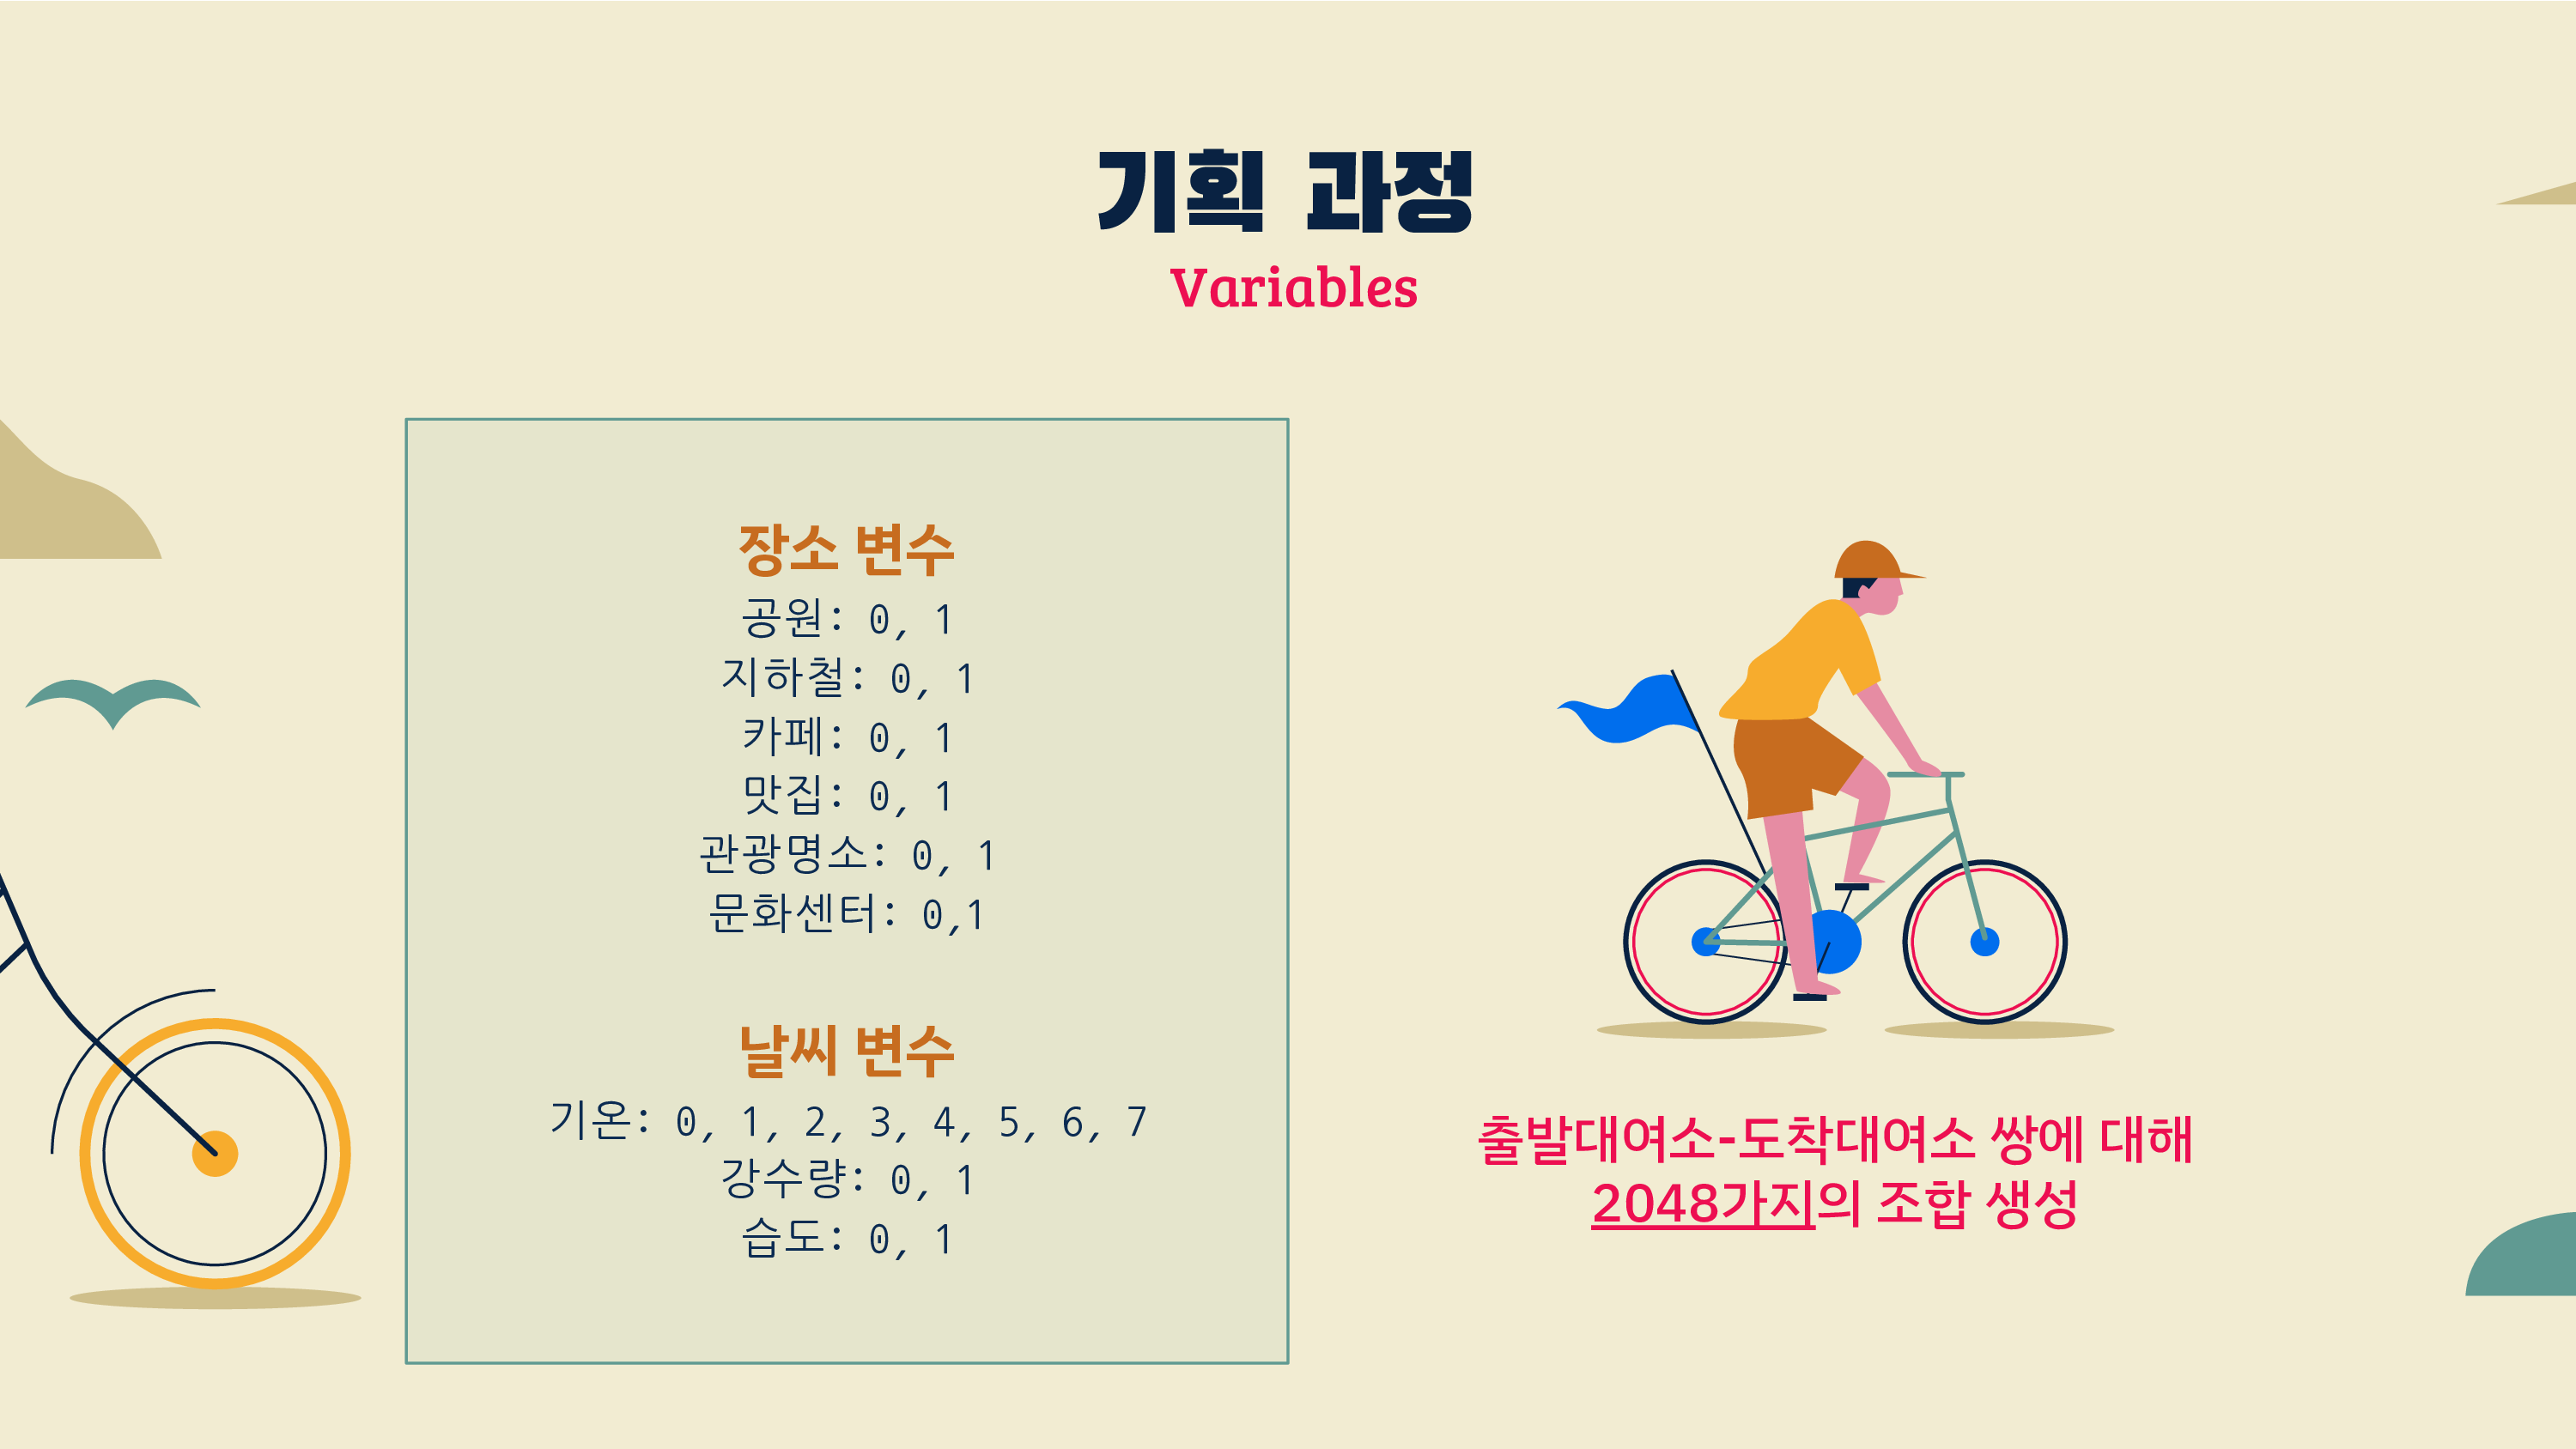 기획 과정
Variables
장소 변수
공원: 0, 1
지하철: 0, 1
카페: 0, 1
맛집: 0, 1
관광명소: 0, 1
문화센터: 0,1
날씨 변수
기온: 0, 1, 2, 3, 4, 5, 6, 7
강수량: 0, 1
습도: 0, 1
출발대여소-도착대여소 쌍에 대해
2048가지의 조합 생성